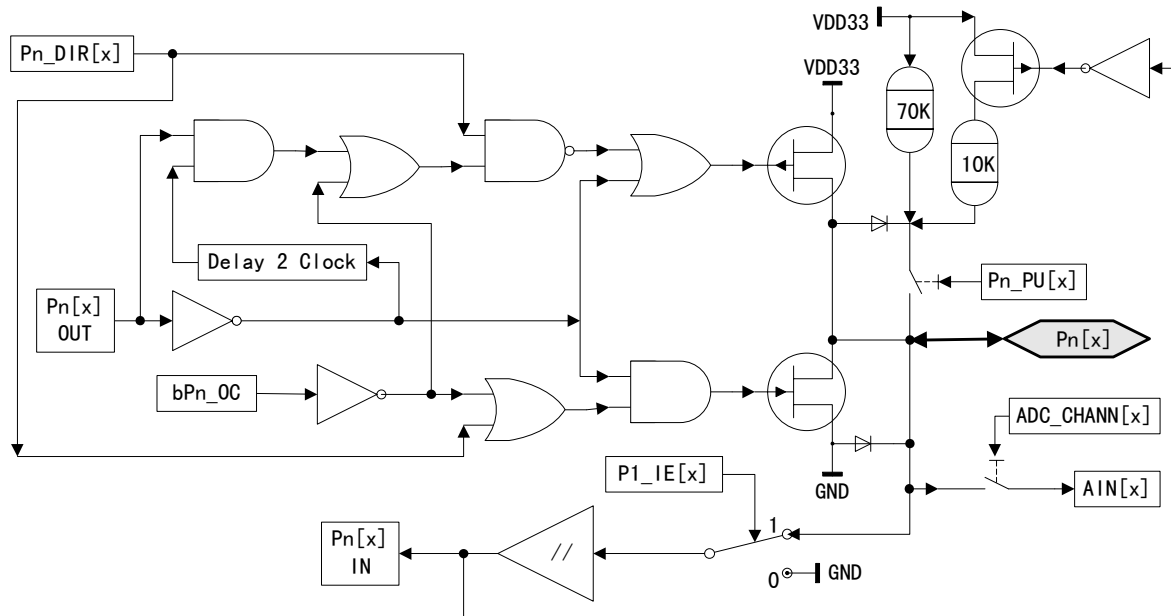 VDD33
Pn_DIR[x]
VDD33
70K
10K
Delay 2 Clock
Pn_PU[x]
Pn[x]
OUT
Pn[x]
bPn_OC
ADC_CHANN[x]
P1_IE[x]
GND
AIN[x]
Pn[x]
IN
//
1
0
GND